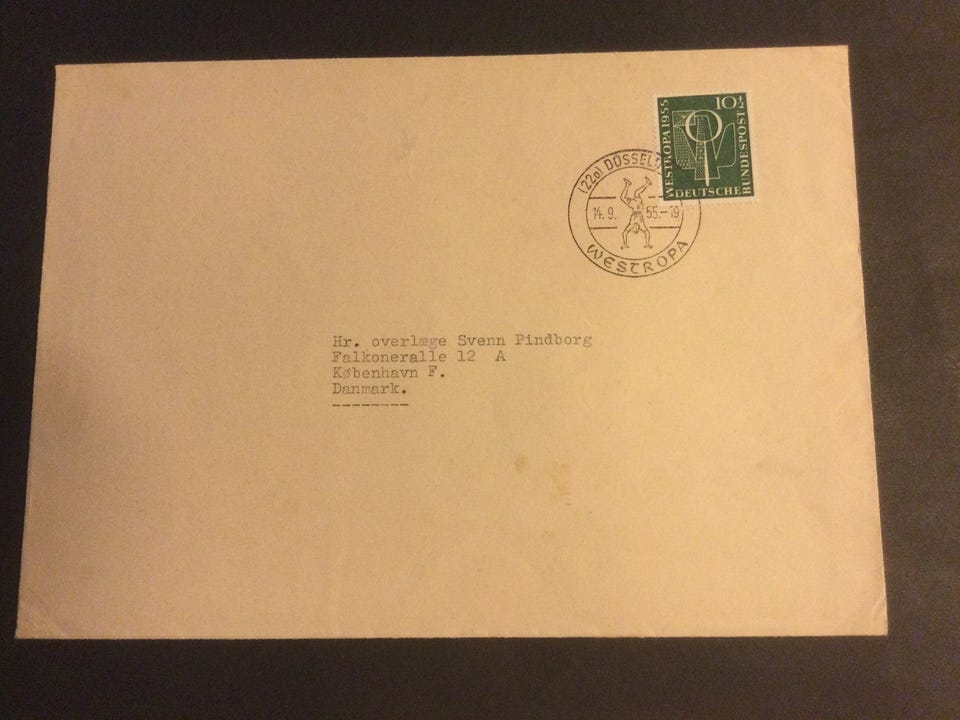 WESTROPA 1955
10+2
DEUTSCHE
BUNDESPOST
(22a) DÜSSEL
14.9. 55.-19
WESTROPA
Hr. overlæge Svenn Pindborg
Falkoneralle 12 A
København F.
Danmark.